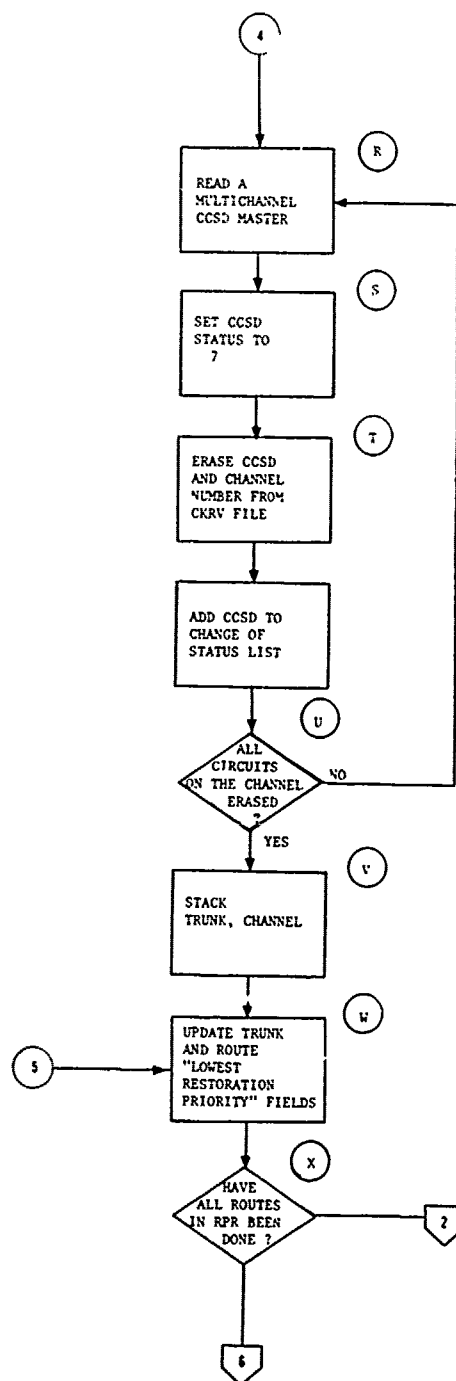 4
R
READ A
MULTICHANNEL
CCSD MASTER
S
SET CCSD
STATUS TO
7
T
ERASE CCSD
AND CHANNEL
NUMBER FROM
CKRV FILE
ADD CCSD TO
CHANGE OF
STATUS LIST
U
ALL
CIRCUITS
ON THE CHANNEL
ERASED
?
NO
YES
V
STACK
TRUNK, CHANNEL
W
5
UPDATE TRUNK
AND ROUTE
"LOWEST
RESTORATION
PRIORITY" FIELDS
X
HAVE
ALL ROUTES
IN RPR BEEN
DONE ?
2
6